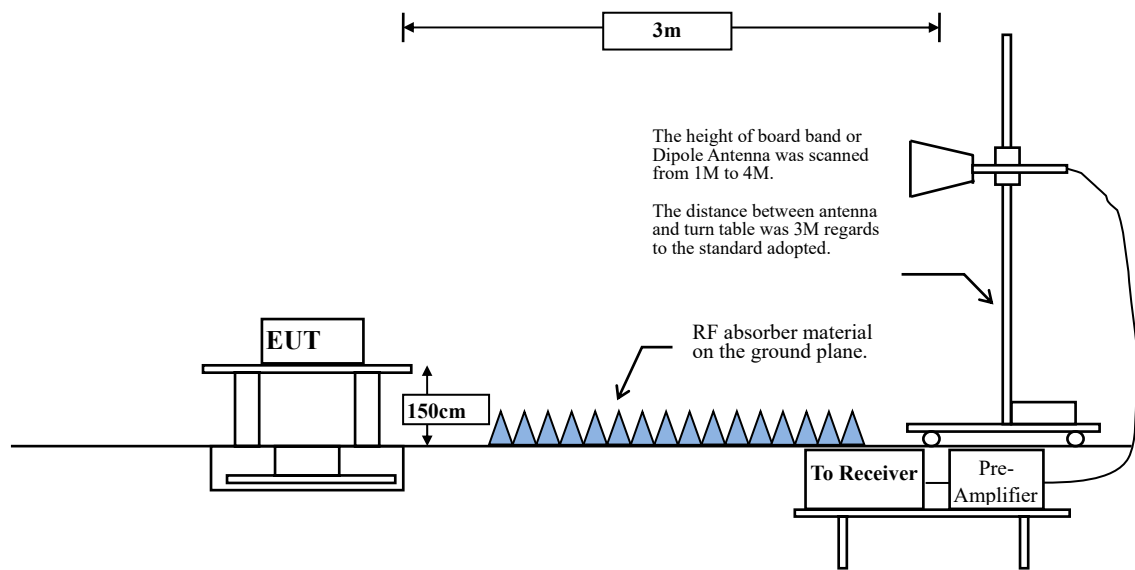 3m
The height of board band or
Dipole Antenna was scanned
from 1M to 4M.
The distance between antenna
and turn table was 3M regards
to the standard adopted.
EUT
RF absorber material
on the ground plane.
150cm
To Receiver
Pre-
Amplifier